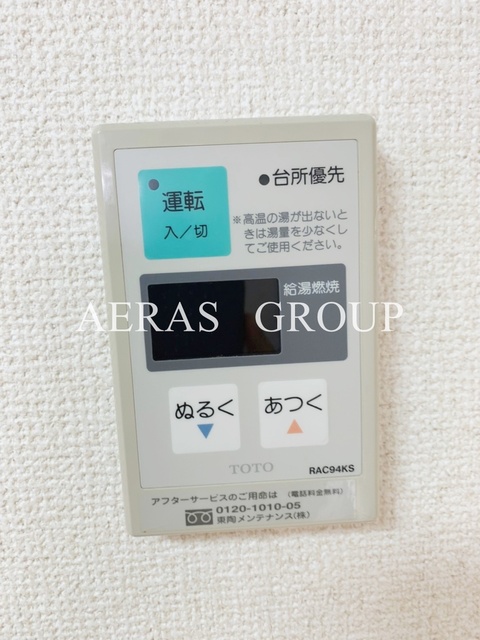 運転
入/切
●台所優先
※高温の湯が出ないと
きは湯量を少なくし
てご使用ください。
給湯燃焼
AERAS GROUP
ぬるく
▼
あつく
▲
TOTO
RAC94KS
アフターサービスのご用命は (電話料金無料)
0120-1010-05
東陶メンテナンス(株)